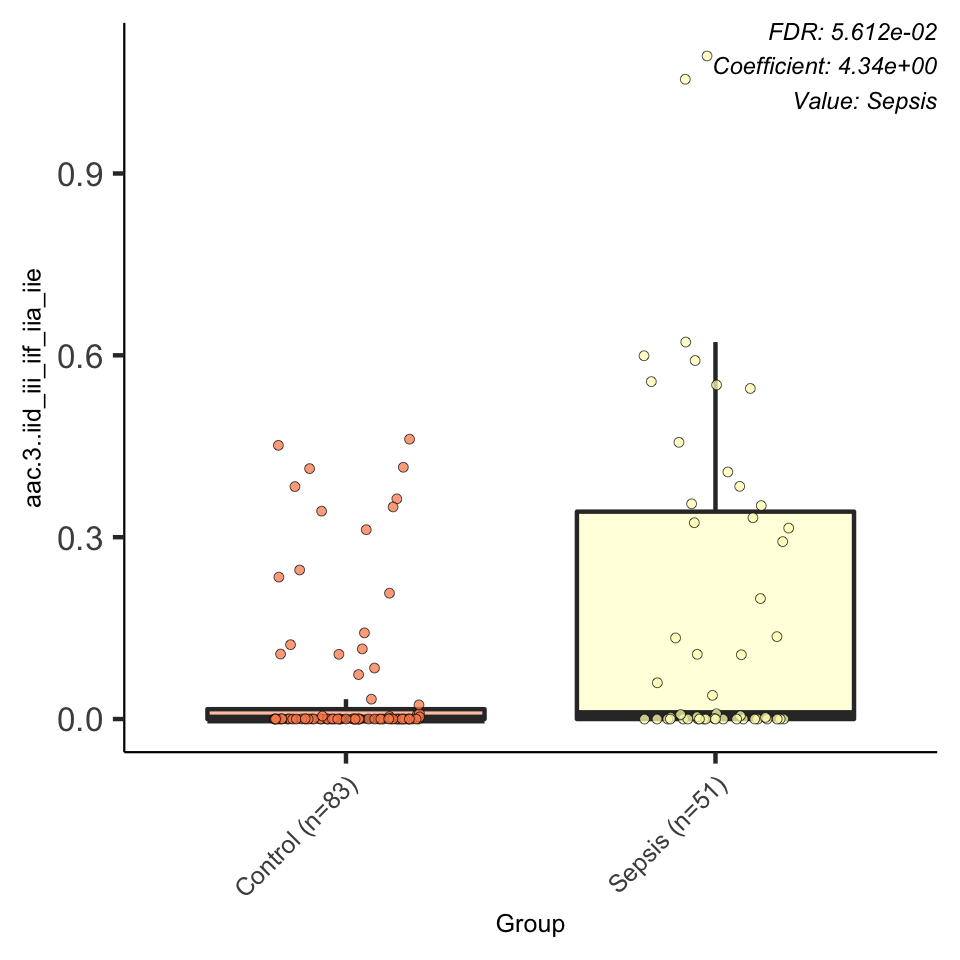 FDR: 5.612e-02
Coefficient: 4.34e+00
Value: Sepsis
aac.3..iid_iii_iif_iia_iie
0.9
0.6
0.3
0.0
Control (n=83)
Sepsis (n=51)
Group